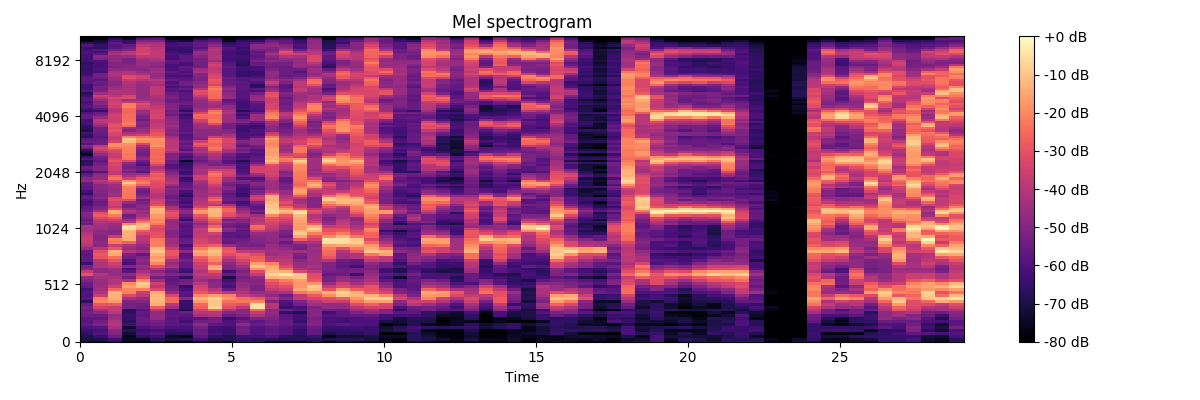 Mel spectrogram
8192
4096
2048
1024
512
0
Hz
0 5 10 15 20 25
Time
+0 dB
-10 dB
-20 dB
-30 dB
-40 dB
-50 dB
-60 dB
-70 dB
-80 dB